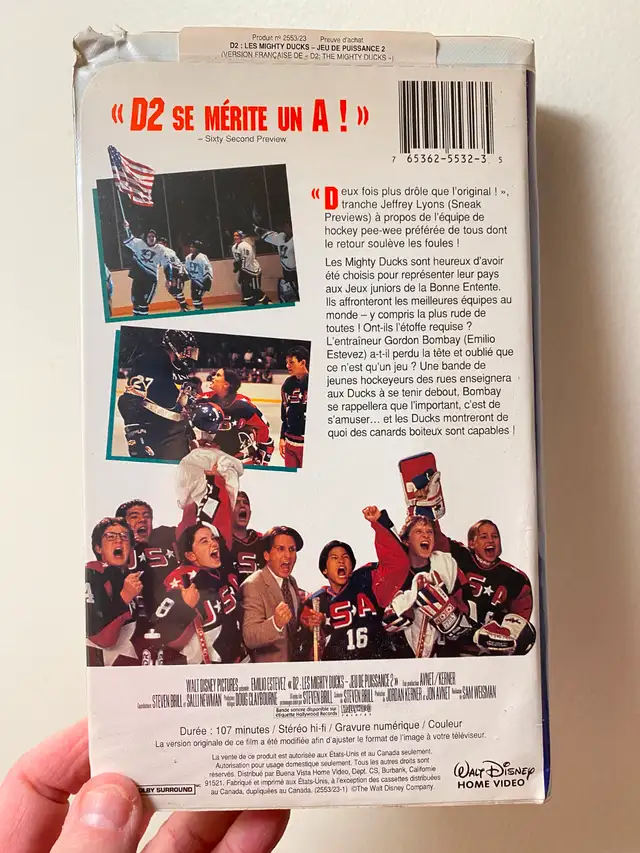 Produit nº 2553/23 Preuve d'achat
D2 : LES MIGHTY DUCKS – JEU DE PUISSANCE 2
(VERSION FRANÇAISE DE « D2: THE MIGHTY DUCKS »)
« D2 SE MÉRITE UN A ! »
– Sixty Second Preview
7 65362-5532-3 5
« Deux fois plus drôle que l'original ! »,
tranche Jeffrey Lyons (Sneak
Previews) à propos de l'équipe de
hockey pee-wee préférée de tous dont
le retour soulève les foules !
Les Mighty Ducks sont heureux d'avoir
été choisis pour représenter leur pays
aux Jeux juniors de la Bonne Entente.
Ils affronteront les meilleures équipes au
monde – y compris la plus rude de
toutes ! Ont-ils l'étoffe requise ?
L'entraîneur Gordon Bombay (Emilio
Estevez) a-t-il perdu la tête et oublié que
ce n'est qu'un jeu ? Une bande de
jeunes hockeyeurs des rues enseignera
aux Ducks à se tenir debout, Bombay
se rappellera que l'important, c'est de
s'amuser... et les Ducks montreront de
quoi des canards boiteux sont capables !
27
USA
8
USA
16
WALT DISNEY PICTURES EMILIO ESTEVEZ « D2 : LES MIGHTY DUCKS – JEU DE PUISSANCE 2 » AVNET/KERNER
STEVEN BRILL SALLI NEWMAN DOUG CLAYBOURNE STEVEN BRILL STEVEN BRILL JORDAN KERNER JON AVNET SAM WEISMAN
Bande sonore disponible sur
étiquette Hollywood Records
Durée : 107 minutes / Stéréo hi-fi / Gravure numérique / Couleur
La version originale de ce film a été modifiée afin d'ajuster le format de l'image à votre téléviseur.
La vente de ce produit est autorisée aux États-Unis et au Canada seulement.
Autorisation pour usage domestique seulement. Tous les autres droits sont
réservés. Distribué par Buena Vista Home Video, Dept. CS, Burbank, Californie
91521. Fabriqué et imprimé aux États-Unis, à l'exception des cassettes distribuées
au Canada, dupliquées au Canada. (2553/23-1) ©The Walt Disney Company.
DOLBY SURROUND
WALT DISNEY
HOME VIDEO